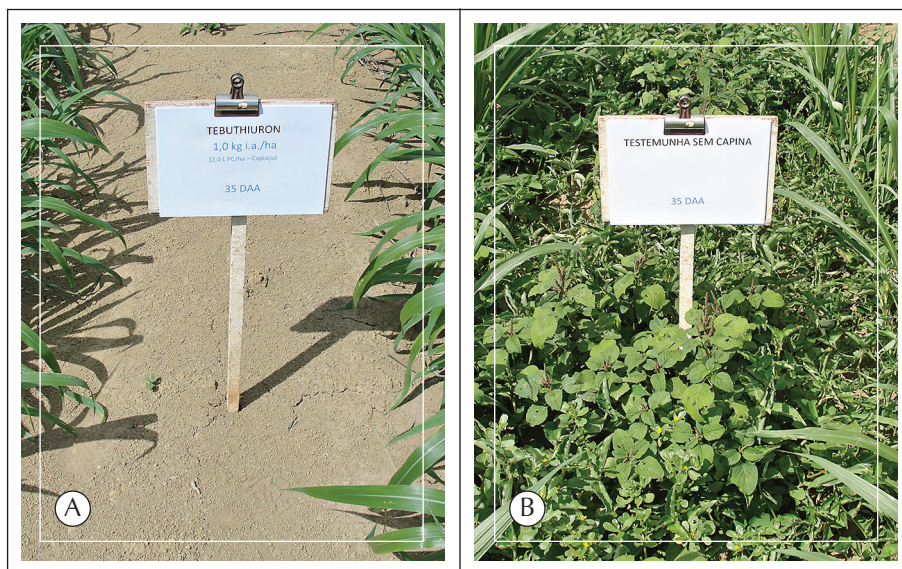 TEBUTHIURON
1,0 kg i.a./ha
(2,0 L PC/ha – Capiaçu)
35 DAA
A
TESTEMUNHA SEM CAPINA
35 DAA
B